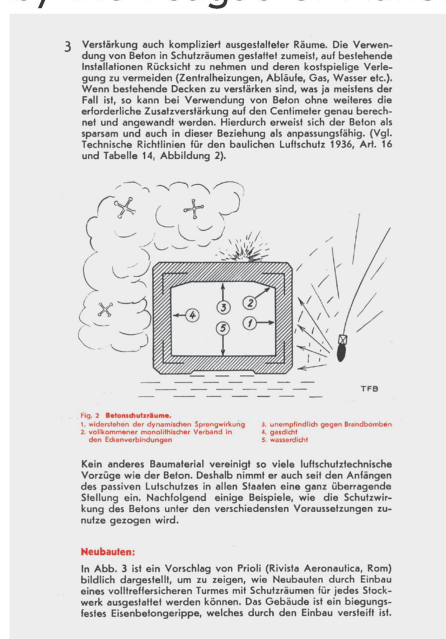 3 Verstärkung auch kompliziert ausgestalteter Räume. Die Verwen-
dung von Beton in Schutzräumen gestattet zumeist, auf bestehende
Installationen Rücksicht zu nehmen und deren kostspielige Verle-
gung zu vermeiden (Zentralheizungen, Abläufe, Gas, Wasser etc.).
Wenn bestehende Decken zu verstärken sind, was ja meistens der
Fall ist, so kann bei Verwendung von Beton ohne weiteres die
erforderliche Zusatzverstärkung auf den Centimeter genau berech-
net und angewandt werden. Hierdurch erweist sich der Beton als
sparsam und auch in dieser Beziehung als anpassungsfähig. (Vgl.
Technische Richtlinien für den baulichen Luftschutz 1936, Art. 16
und Tabelle 14, Abbildung 2).
2
3
4
5
1
TFB
Fig. 2 Betonschutzräume.
1. widerstehen der dynamischen Sprengwirkung
2. vollkommener monolithischer Verband in
den Eckenverbindungen
3. unempfindlich gegen Brandbomben
4. gasdicht
5. wasserdicht
Kein anderes Baumaterial vereinigt so viele luftschutztechnische
Vorzüge wie der Beton. Deshalb nimmt er auch seit den Anfängen
des passiven Lutschutzes in allen Staaten eine ganz überragende
Stellung ein. Nachfolgend einige Beispiele, wie die Schutzwir-
kung des Betons unter den verschiedensten Voraussetzungen zu-
nutze gezogen wird.
Neubauten:
In Abb. 3 ist ein Vorschlag von Prioli (Rivista Aeronautica, Rom)
bildlich dargestellt, um zu zeigen, wie Neubauten durch Einbau
eines volltreffersicheren Turmes mit Schutzräumen für jedes Stock-
werk ausgestattet werden können. Das Gebäude ist ein biegungs-
festes Eisenbetongerippe, welches durch den Einbau versteift ist.